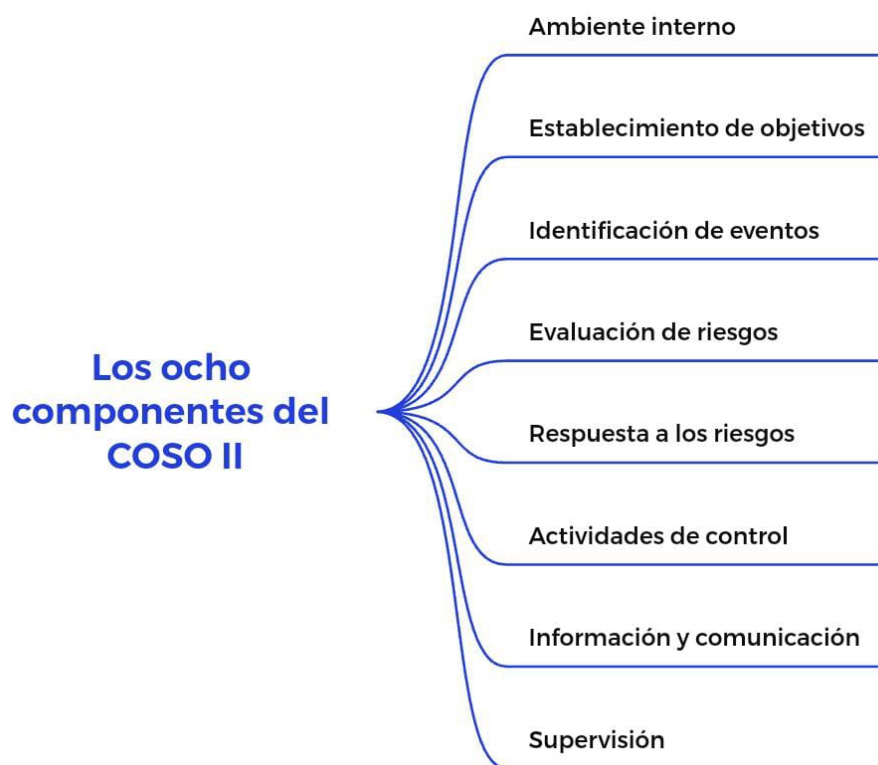 Los ocho
componentes del
COSO II
Ambiente interno
Establecimiento de objetivos
Identificación de eventos
Evaluación de riesgos
Respuesta a los riesgos
Actividades de control
Información y comunicación
Supervisión